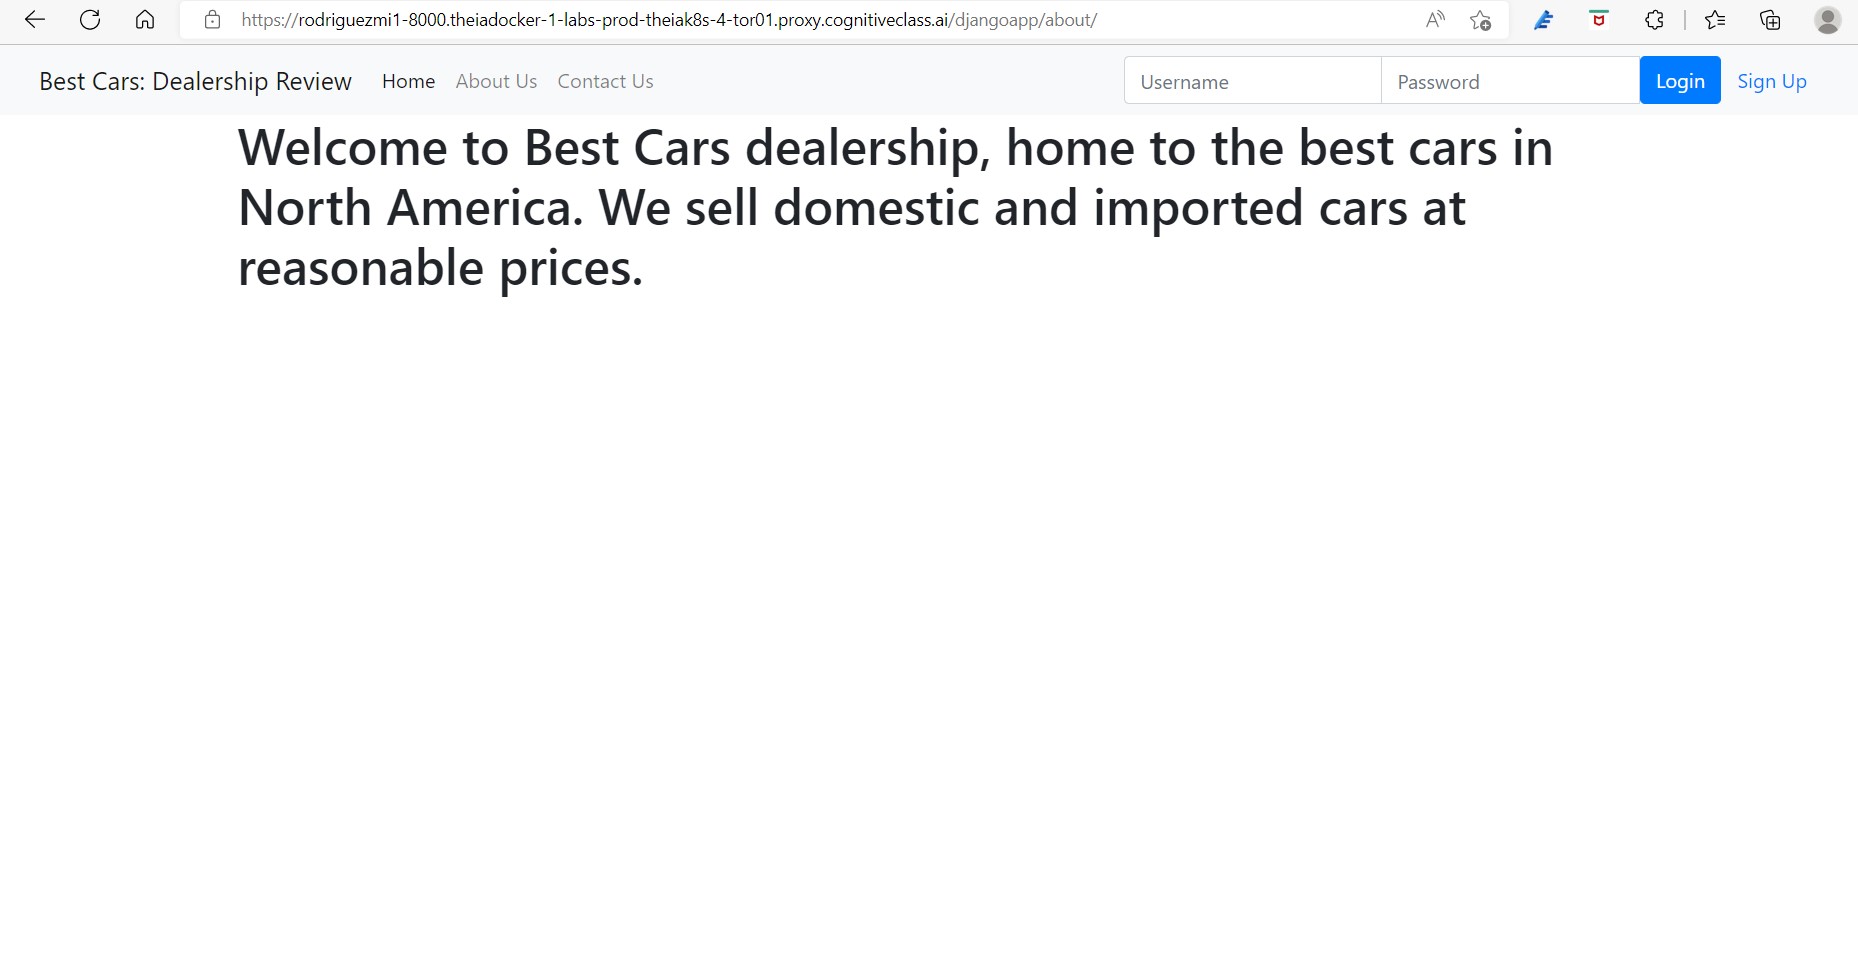 https://rodriguezmi1-8000.theiadocker-1-labs-prod-theiak8s-4-tor01.proxy.cognitiveclass.ai/djangoapp/about/
Best Cars: Dealership Review Home About Us Contact Us Username Password Login Sign Up
Welcome to Best Cars dealership, home to the best cars in
North America. We sell domestic and imported cars at
reasonable prices.